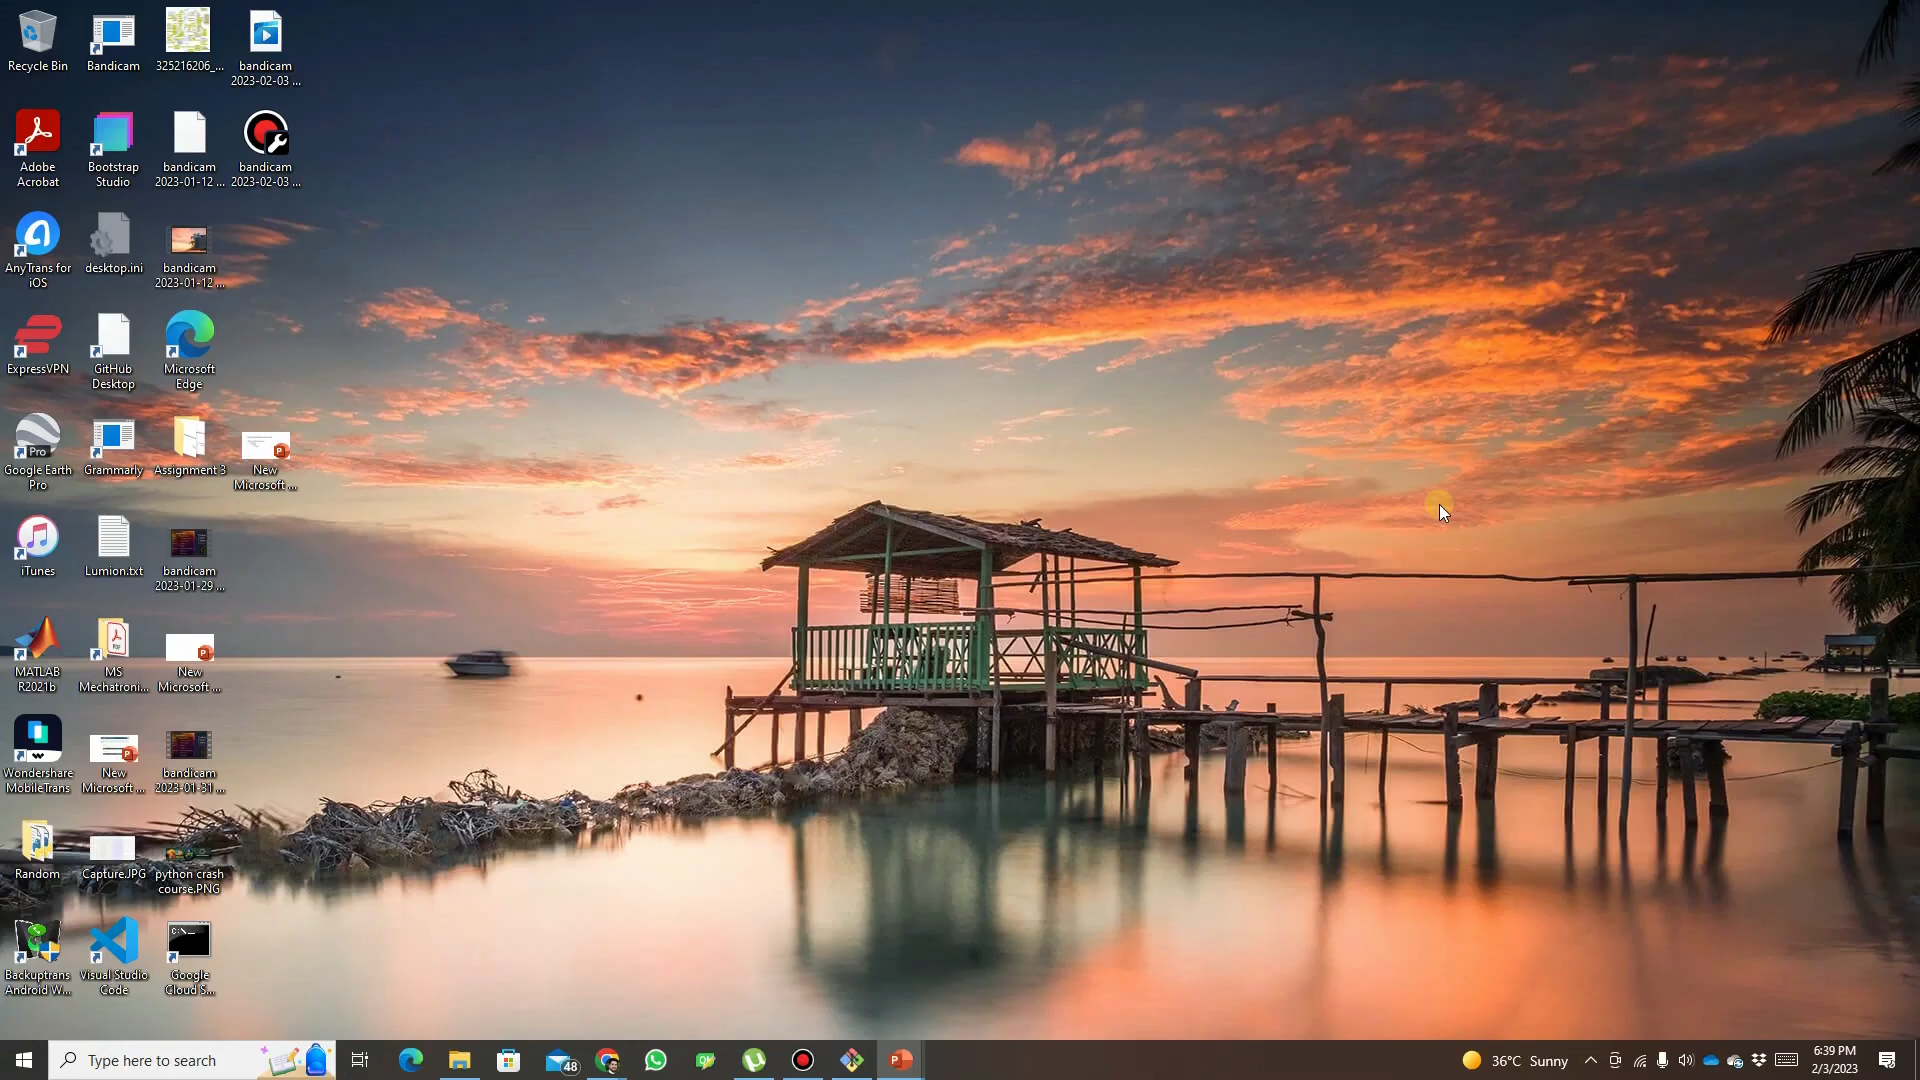 Recycle Bin
Bandicam
325216206_...
bandicam
2023-02-03 ...
Adobe
Acrobat
Bootstrap
Studio
bandicam
2023-01-12 ...
bandicam
2023-02-03 ...
AnyTrans for
iOS
desktop.ini
bandicam
2023-01-12 ...
ExpressVPN
GitHub
Desktop
Microsoft
Edge
Pro
Google Earth
Pro
Grammarly
Assignment 3
New
Microsoft ...
iTunes
Lumion.txt
bandicam
2023-01-29 ...
MATLAB
R2021b
PDF
MS
Mechatroni...
New
Microsoft ...
Wondershare
MobileTrans
New
Microsoft ...
bandicam
2023-01-31 ...
Random
Capture.JPG
python crash
course.PNG
Backuptrans
Android W...
Visual Studio
Code
C:\_
Google
Cloud S...
Type here to search
48
36°C Sunny
6:39 PM
2/3/2023